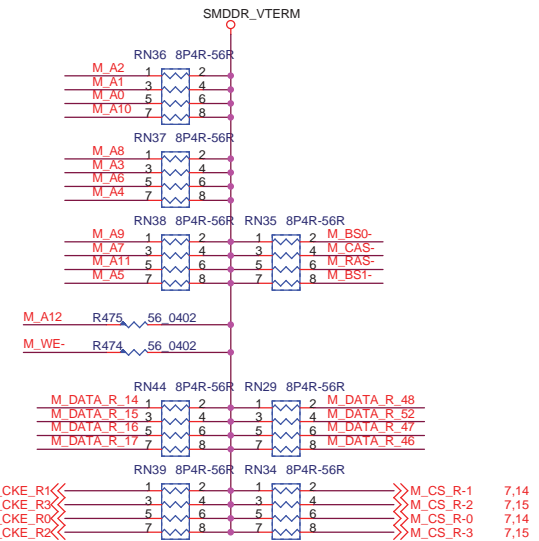 SMDDR_VTERM
RN36 8P4R-56R
M_A2 1 2
M_A1 3 4
M_A0 5 6
M_A10 7 8
RN37 8P4R-56R
M_A8 1 2
M_A3 3 4
M_A6 5 6
M_A4 7 8
RN38 8P4R-56R RN35 8P4R-56R
M_A9 1 2 1 2 M_BS0-
M_A7 3 4 3 4 M_CAS-
M_A11 5 6 5 6 M_RAS-
M_A5 7 8 7 8 M_BS1-
M_A12 R475 56_0402
M_WE- R474 56_0402
RN44 8P4R-56R RN29 8P4R-56R
M_DATA_R_14 1 2 1 2 M_DATA_R_48
M_DATA_R_15 3 4 3 4 M_DATA_R_52
M_DATA_R_16 5 6 5 6 M_DATA_R_47
M_DATA_R_17 7 8 7 8 M_DATA_R_46
RN39 8P4R-56R RN34 8P4R-56R
_CKE_R1 1 2 1 2 M_CS_R-1 7,14
_CKE_R3 3 4 3 4 M_CS_R-2 7,15
_CKE_R0 5 6 5 6 M_CS_R-0 7,14
_CKE_R2 7 8 7 8 M_CS_R-3 7,15